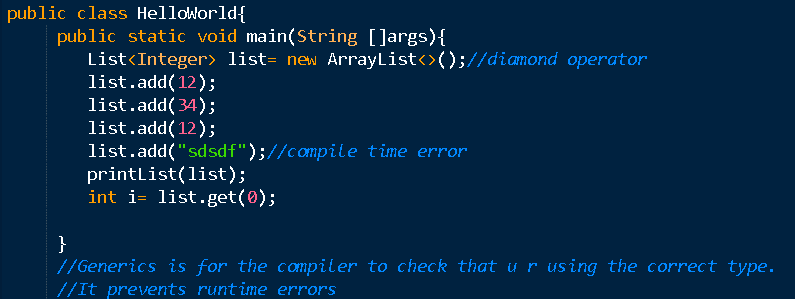 public class HelloWorld{
public static void main(String []args){
List<Integer> list= new ArrayList<>();//diamond operator
list.add(12);
list.add(34);
list.add(12);
list.add("sdsdf");//compile time error
printList(list);
int i= list.get(0);
}
//Generics is for the compiler to check that u r using the correct type.
//It prevents runtime errors